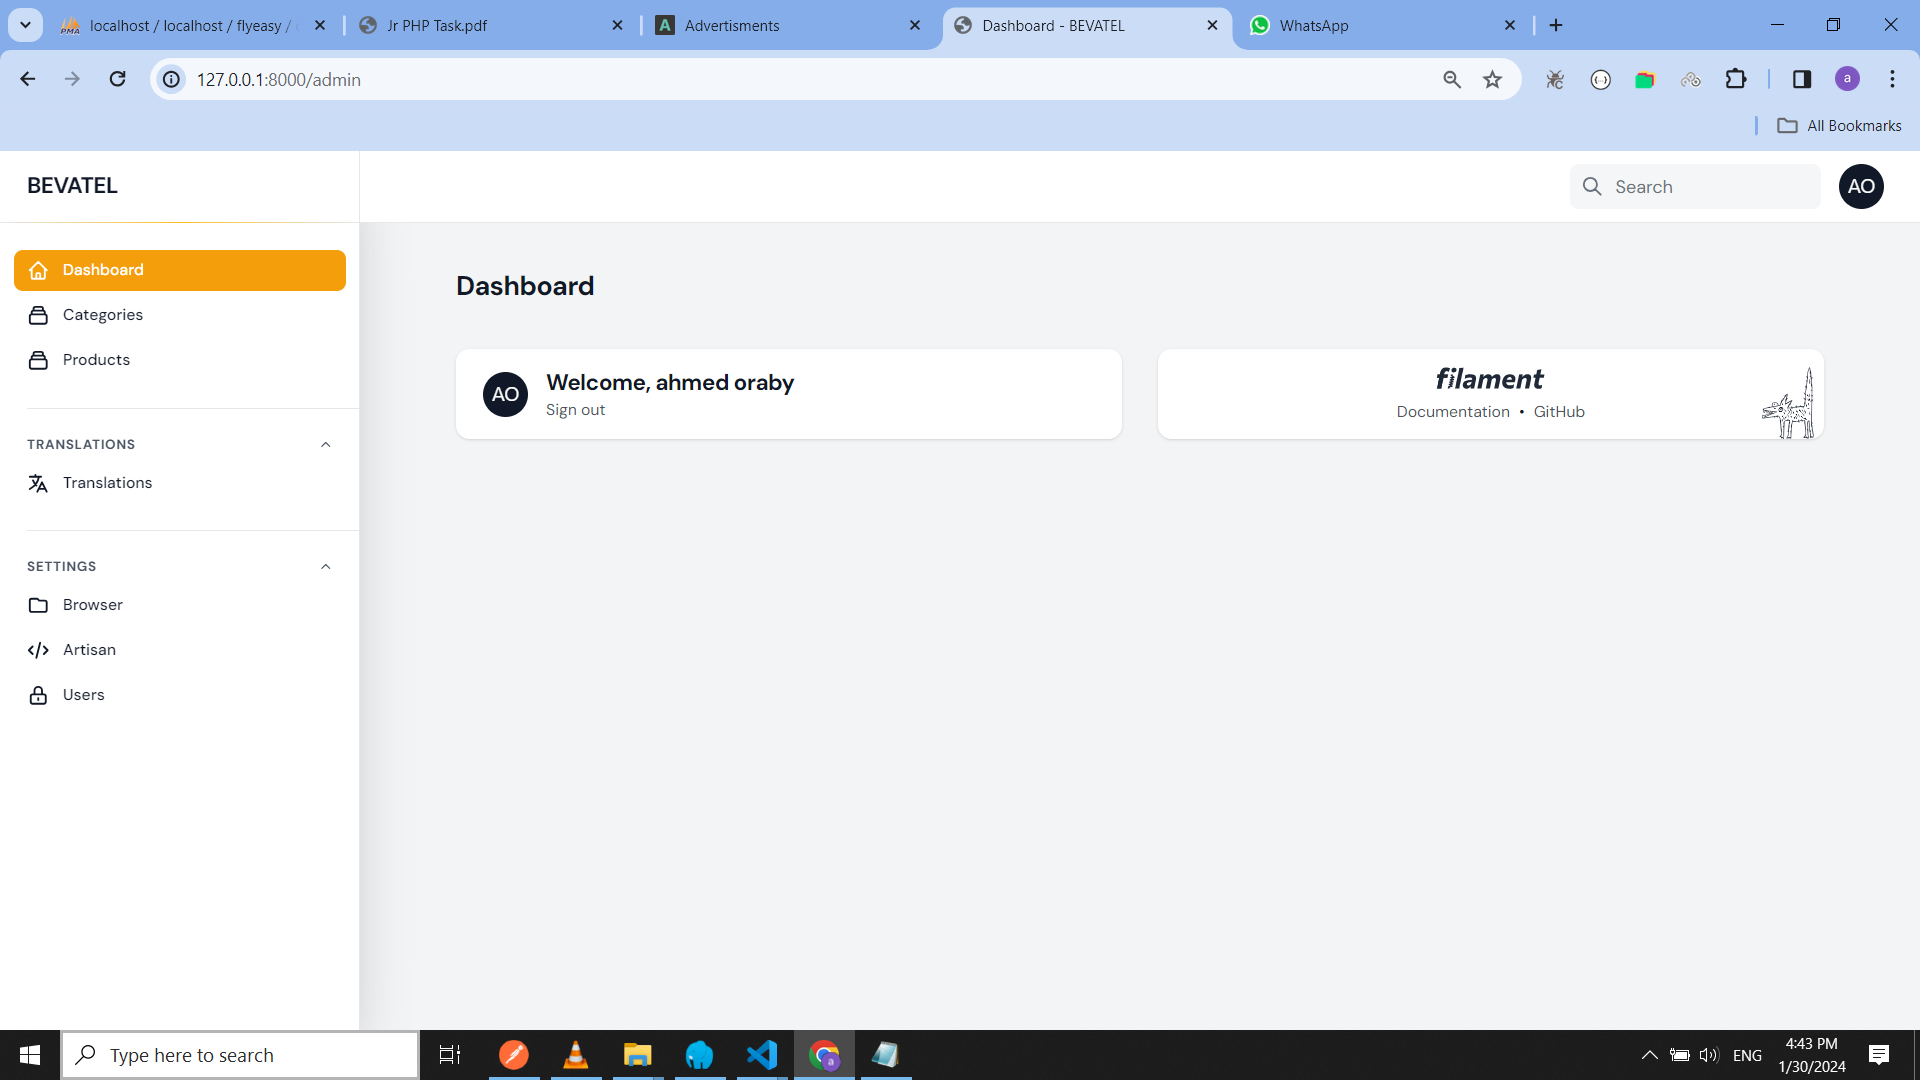 localhost / localhost / flyeasy /
Jr PHP Task.pdf
Advertisments
Dashboard - BEVATEL
WhatsApp
127.0.0.1:8000/admin
a
All Bookmarks
BEVATEL
Search
AO
Dashboard
Categories
Products
TRANSLATIONS
Translations
SETTINGS
Browser
Artisan
Users
Dashboard
AO
Welcome, ahmed oraby
Sign out
filament
Documentation • GitHub
Type here to search
ENG
4:43 PM
1/30/2024